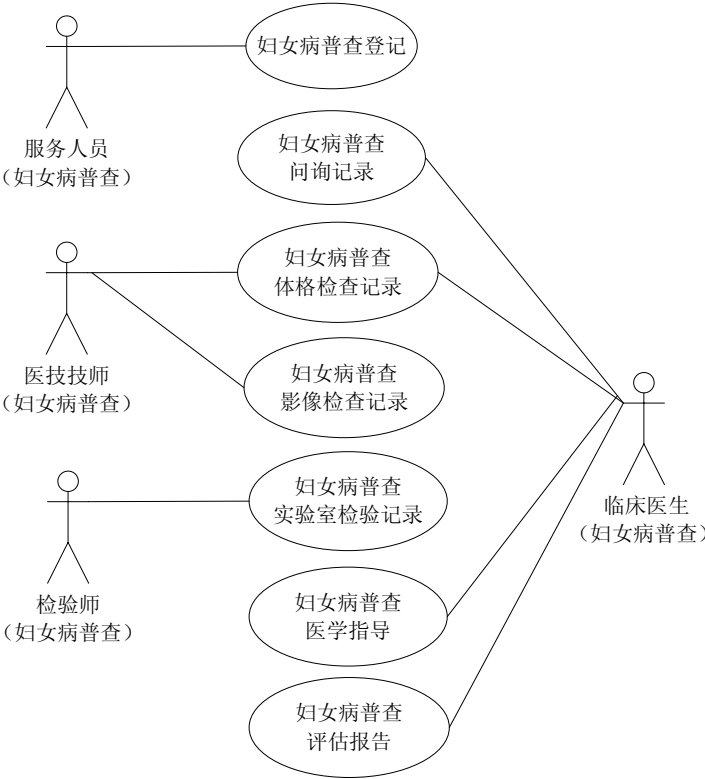 妇女病普查登记
服务人员
（妇女病普查）
妇女病普查
问询记录
妇女病普查
体格检查记录
医技技师
（妇女病普查）
妇女病普查
影像检查记录
临床医生
（妇女病普查）
妇女病普查
实验室检验记录
检验师
（妇女病普查）
妇女病普查
医学指导
妇女病普查
评估报告